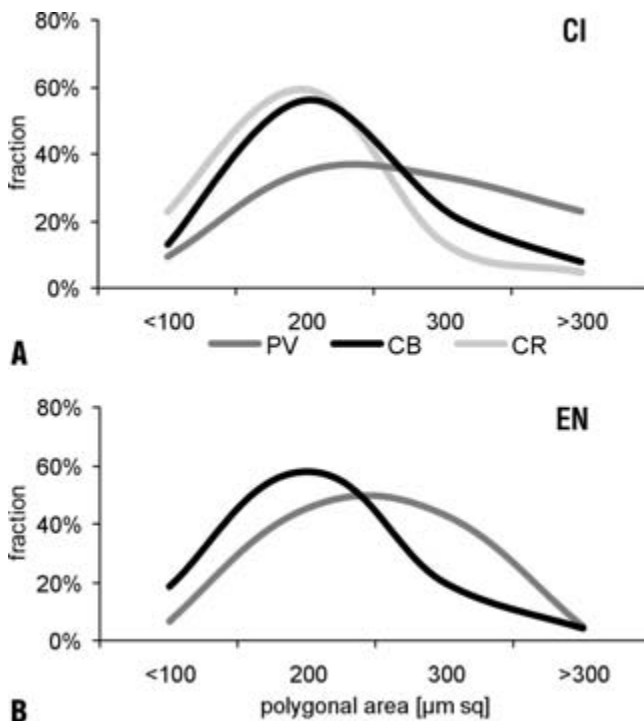 CI
80%
60%
40%
20%
0%
fraction
<100 200 300 >300
A
PV CB CR
EN
80%
60%
40%
20%
0%
fraction
<100 200 300 >300
B
polygonal area [µm sq]